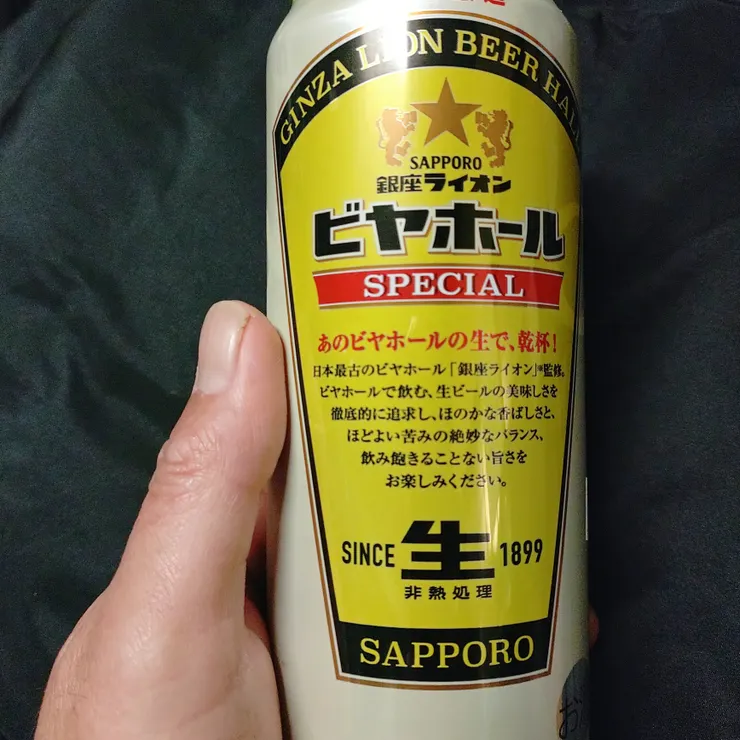 GINZA LION BEER HALL
SAPPORO
銀座ライオン
ビヤホール
SPECIAL
あのビヤホールの生で、乾杯!
日本最古のビヤホール「銀座ライオン」※監修。
ビヤホールで飲む、生ビールの美味しさを
徹底的に追求し、ほのかな香ばしさと、
ほどよい苦みの絶妙なバランス、
飲み飽きることない旨さを
お楽しみください。
SINCE 生 1899
非熱処理
SAPPORO
お